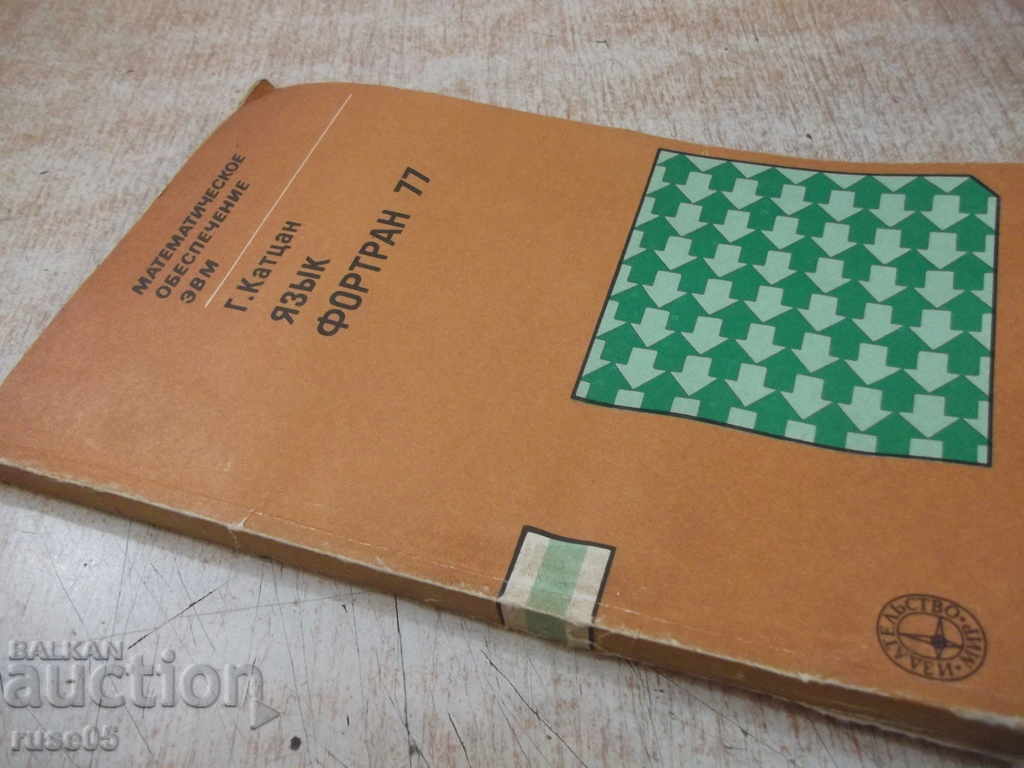 МАТЕМАТИЧЕСКОЕ
ОБЕСПЕЧЕНИЕ
ЭВМ
Г. Катцан
ЯЗЫК
ФОРТРАН 77
ИЗДАТЕЛЬСТВО·МИР·
BALKAN
auction
ruse05